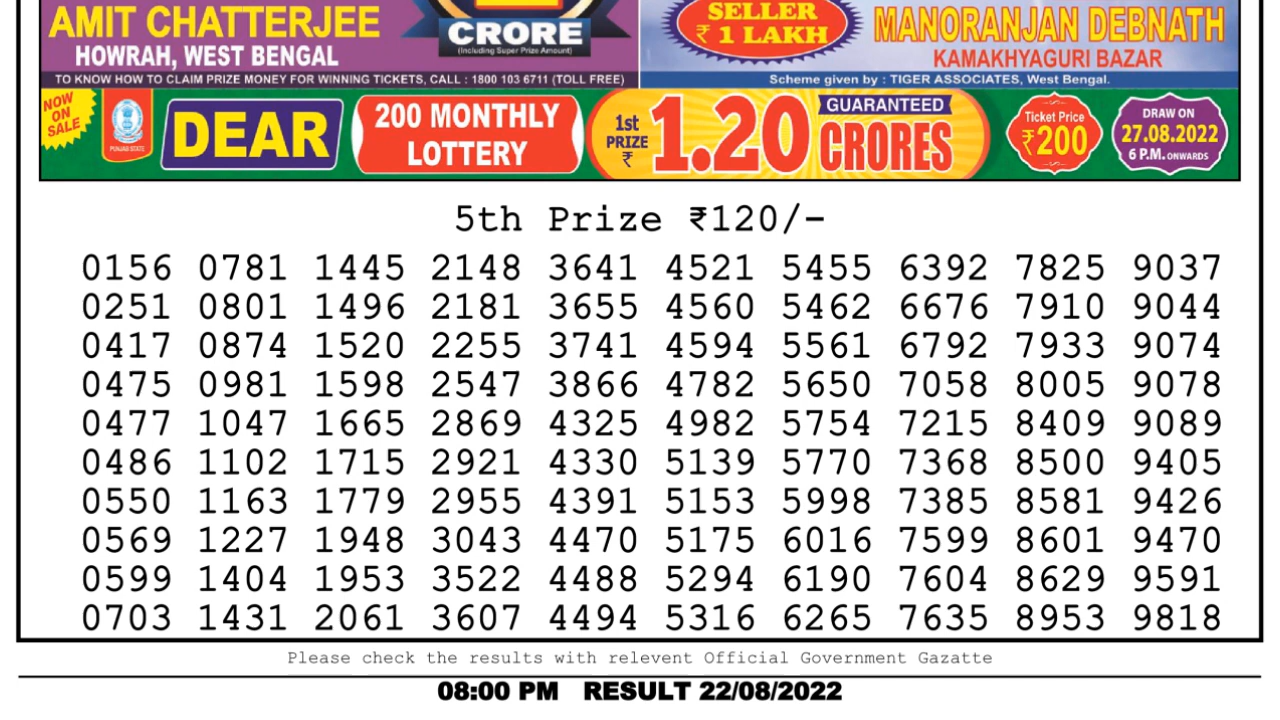 AMIT CHATTERJEE
HOWRAH, WEST BENGAL
CRORE
(Including Super Prize Amount)
SELLER
₹ 1 LAKH
MANORANJAN DEBNATH
KAMAKHYAGURI BAZAR
TO KNOW HOW TO CLAIM PRIZE MONEY FOR WINNING TICKETS, CALL : 1800 103 6711 (TOLL FREE)
Scheme given by : TIGER ASSOCIATES, West Bengal.
NOW
ON
SALE
PUNJAB STATE
DEAR
200 MONTHLY
LOTTERY
1st
PRIZE
₹
1.20
GUARANTEED
CRORES
Ticket Price
₹200
DRAW ON
27.08.2022
6 P.M. ONWARDS
5th Prize ₹120/-
0156 0781 1445 2148 3641 4521 5455 6392 7825 9037
0251 0801 1496 2181 3655 4560 5462 6676 7910 9044
0417 0874 1520 2255 3741 4594 5561 6792 7933 9074
0475 0981 1598 2547 3866 4782 5650 7058 8005 9078
0477 1047 1665 2869 4325 4982 5754 7215 8409 9089
0486 1102 1715 2921 4330 5139 5770 7368 8500 9405
0550 1163 1779 2955 4391 5153 5998 7385 8581 9426
0569 1227 1948 3043 4470 5175 6016 7599 8601 9470
0599 1404 1953 3522 4488 5294 6190 7604 8629 9591
0703 1431 2061 3607 4494 5316 6265 7635 8953 9818
Please check the results with relevent Official Government Gazatte
08:00 PM RESULT 22/08/2022